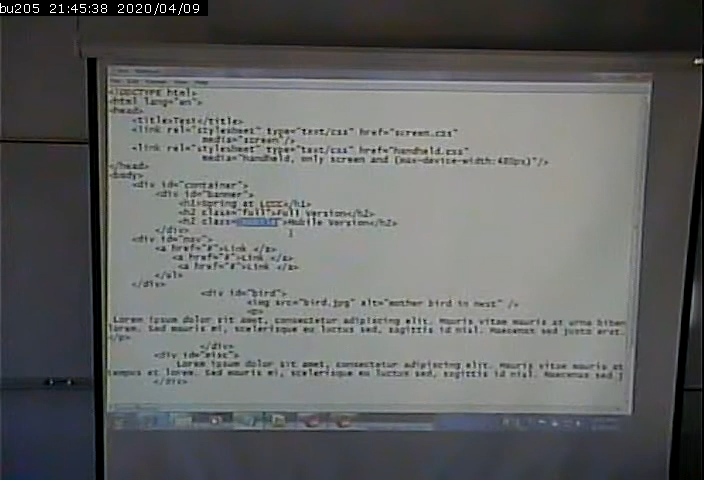 bu205 21:45:38 2020/04/09
<!DOCTYPE html>
<html lang="en">
<head>
<title>Test</title>
<link rel="stylesheet" type="text/css" href="screen.css"
media="screen"/>
<link rel="stylesheet" type="text/css" href="handheld.css"
media="handheld, only screen and (max-device-width:480px)"/>
</head>
<body>
<div id="container">
<div id="banner">
<h1>Spring at </h1>
<h2 class="full">Full Version</h2>
<h2 class="mobile">Mobile Version</h2>
</div>
<div id="nav">
<a href="#">Link </a>
<a href="#">Link </a>
<a href="#">Link </a>
</ul>
</div>
<div id="bird">
<img src="bird.jpg" alt="mother bird in nest" />
<p>
Lorem ipsum dolor sit amet, consectetur adipiscing elit. Mauris vitae mauris at urna biben
lorem. Sed mauris mi, scelerisque eu luctus sed, sagittis id nisl. Maecenas sed justo erat.
</p>
</div>
<div id="misc">
Lorem ipsum dolor sit amet, consectetur adipiscing elit. Mauris vitae mauris at
tempus et lorem. Sed mauris mi, scelerisque eu luctus sed, sagittis id nisl. Maecenas sed j
</div>